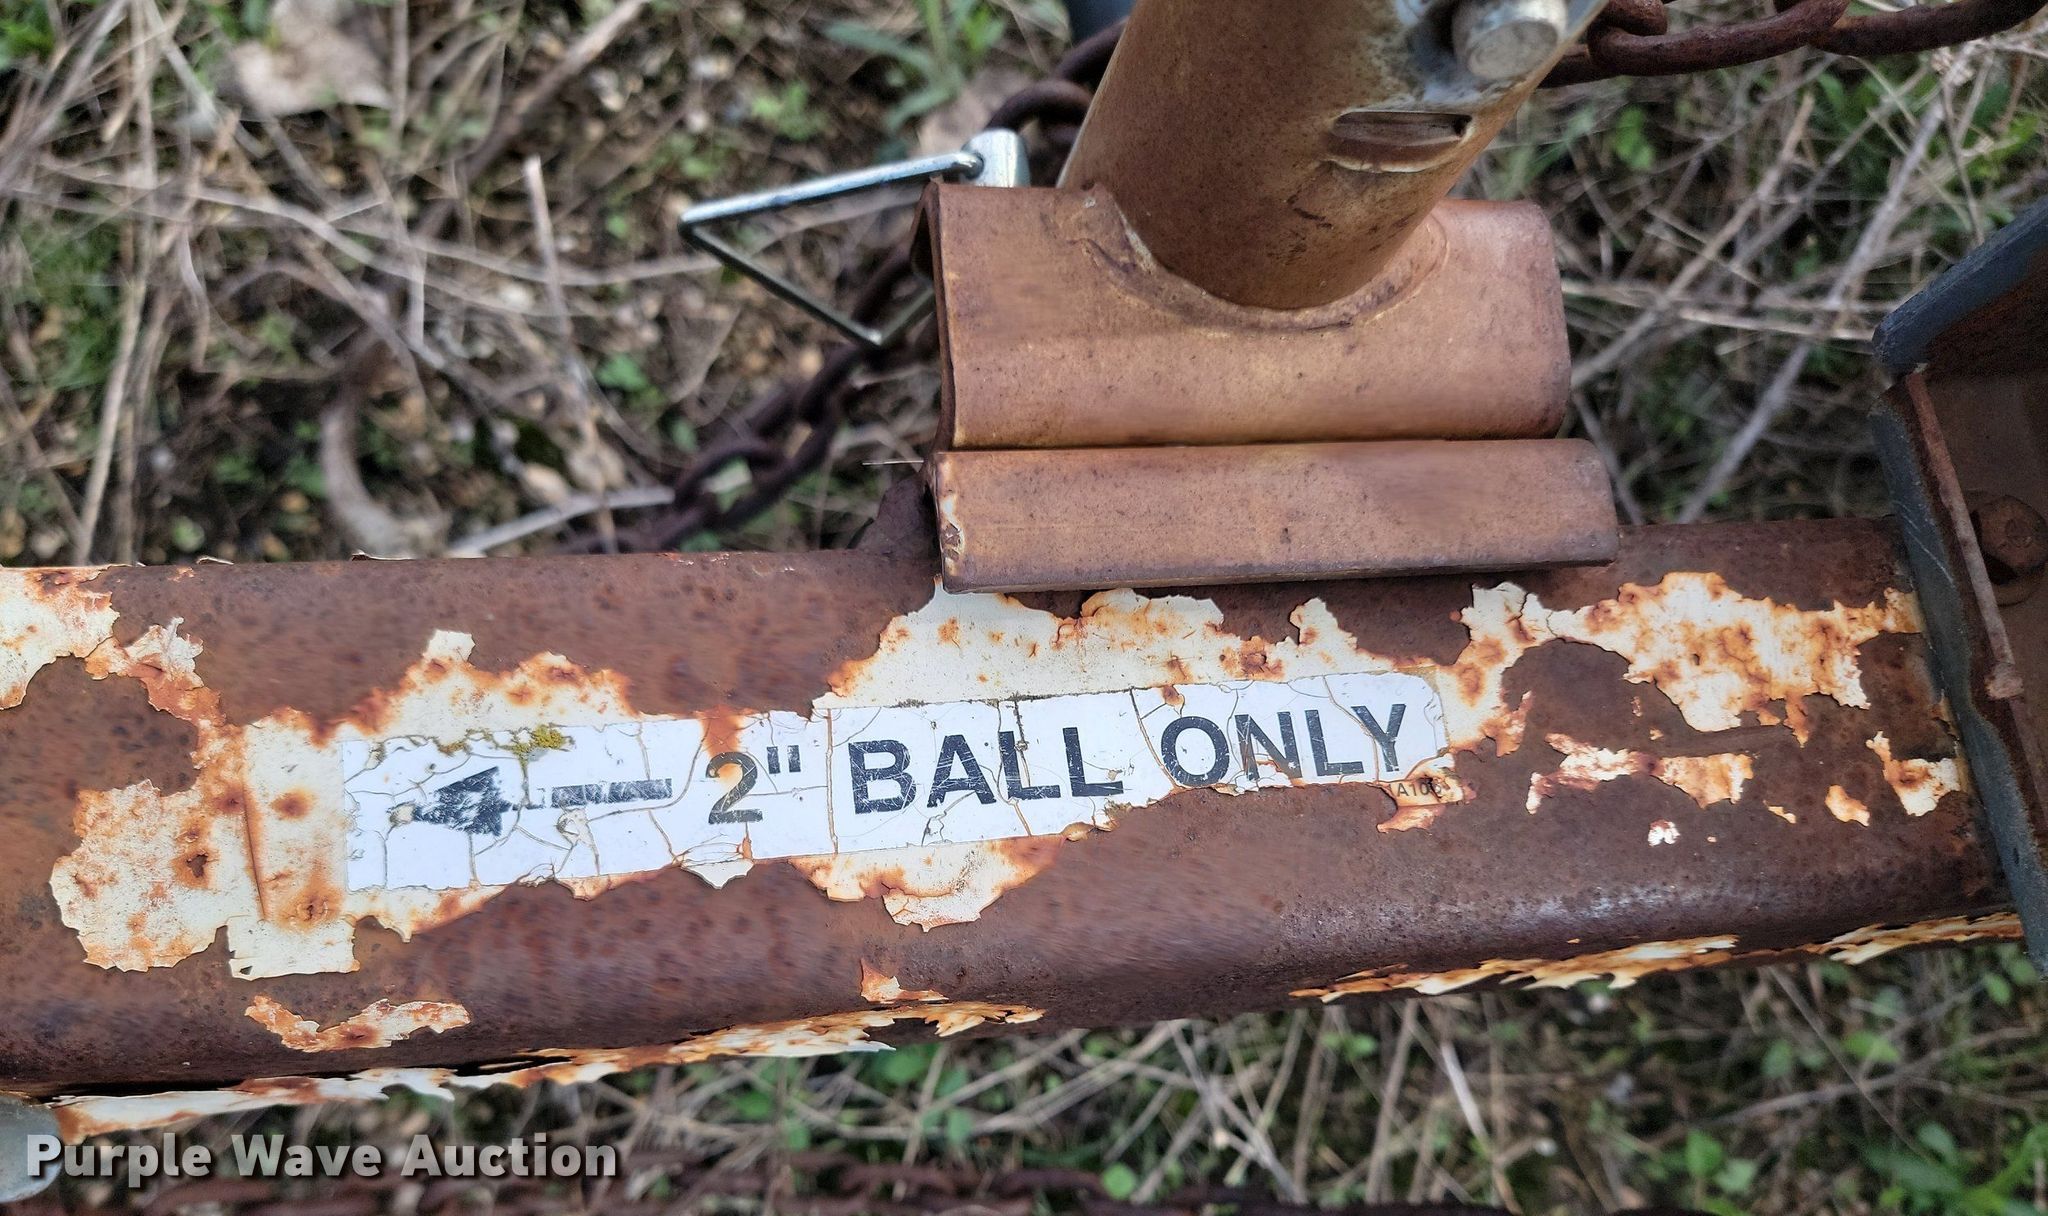 2" BALL ONLY
Purple Wave Auction